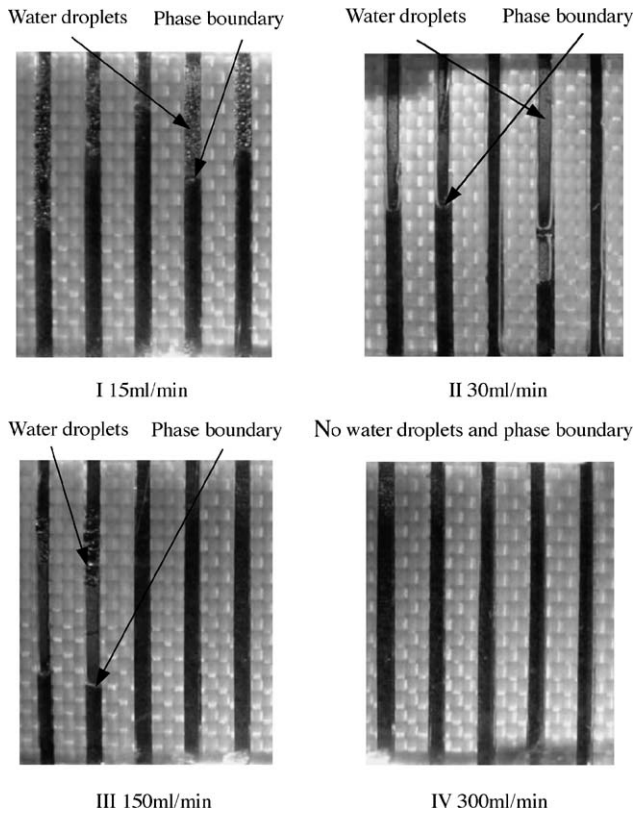 Water droplets Phase boundary
Water droplets Phase boundary
I 15ml/min
II 30ml/min
Water droplets Phase boundary
No water droplets and phase boundary
III 150ml/min
IV 300ml/min